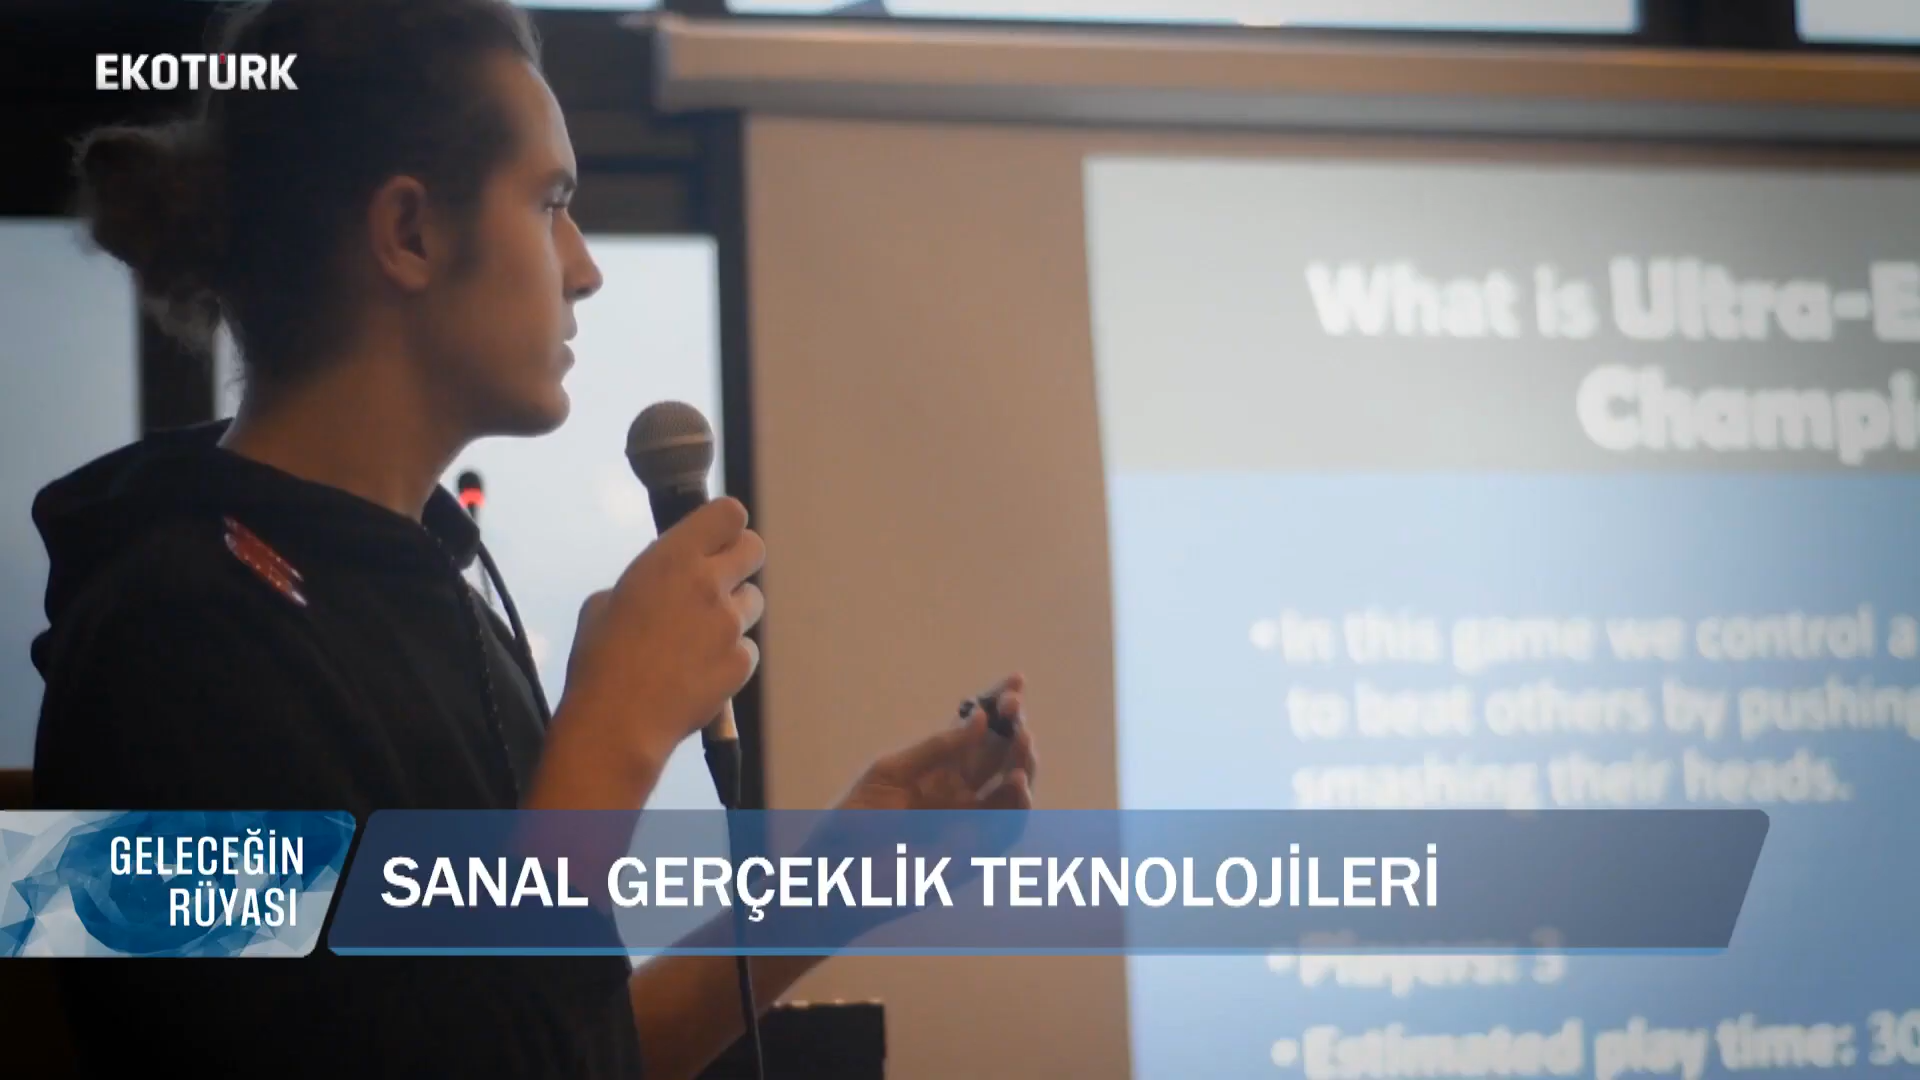 EKOTÜRK
What is Ultra-E
Champi
• In this game we control a
to beat others by pushing
smashing their heads.
GELECEĞİN
RÜYASI
SANAL GERÇEKLİK TEKNOLOJİLERİ
• Players: 3
• Estimated play time: 30